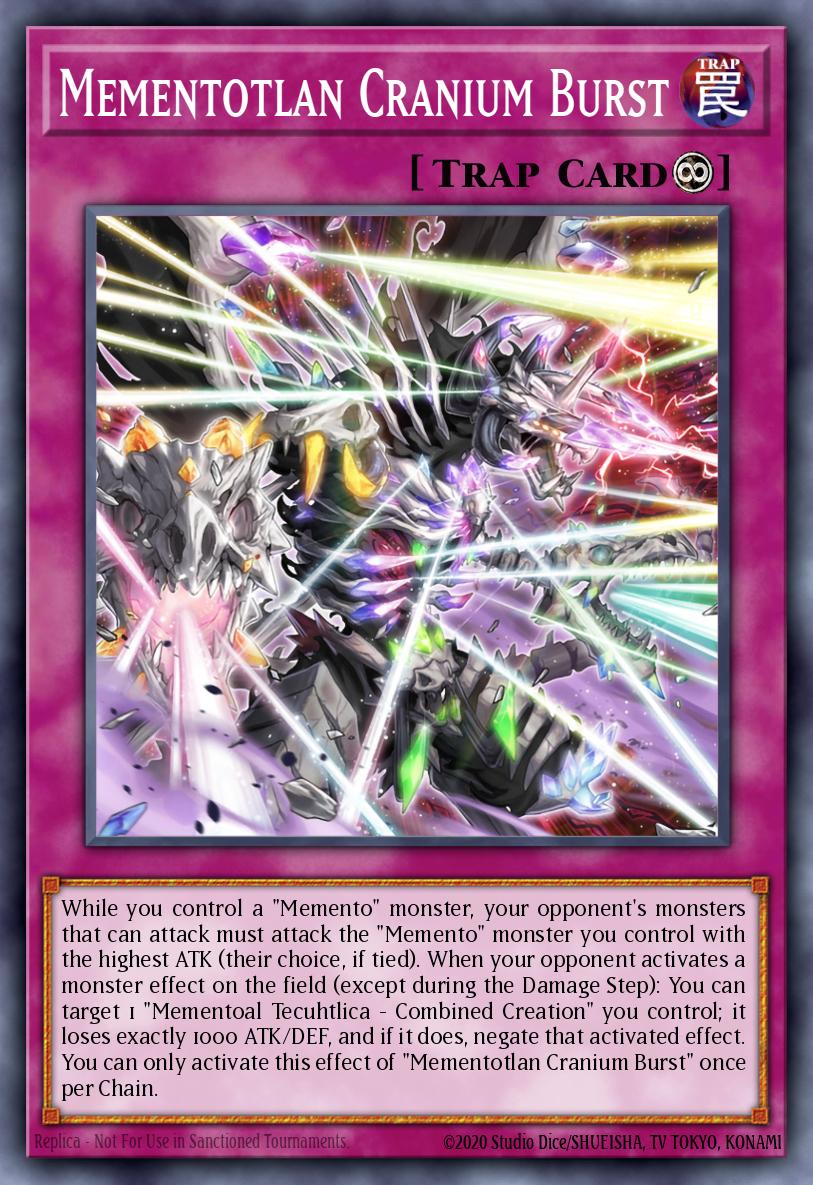 Mementotlan Cranium Burst
TRAP
罠
[Trap Card]
While you control a "Memento" monster, your opponent's monsters
that can attack must attack the "Memento" monster you control with
the highest ATK (their choice, if tied). When your opponent activates a
monster effect on the field (except during the Damage Step): You can
target 1 "Mementoal Tecuhtlica - Combined Creation" you control; it
loses exactly 1000 ATK/DEF, and if it does, negate that activated effect.
You can only activate this effect of "Mementotlan Cranium Burst" once
per Chain.
Replica - Not For Use in Sanctioned Tournaments.
©2020 Studio Dice/SHUEISHA, TV TOKYO, KONAMI